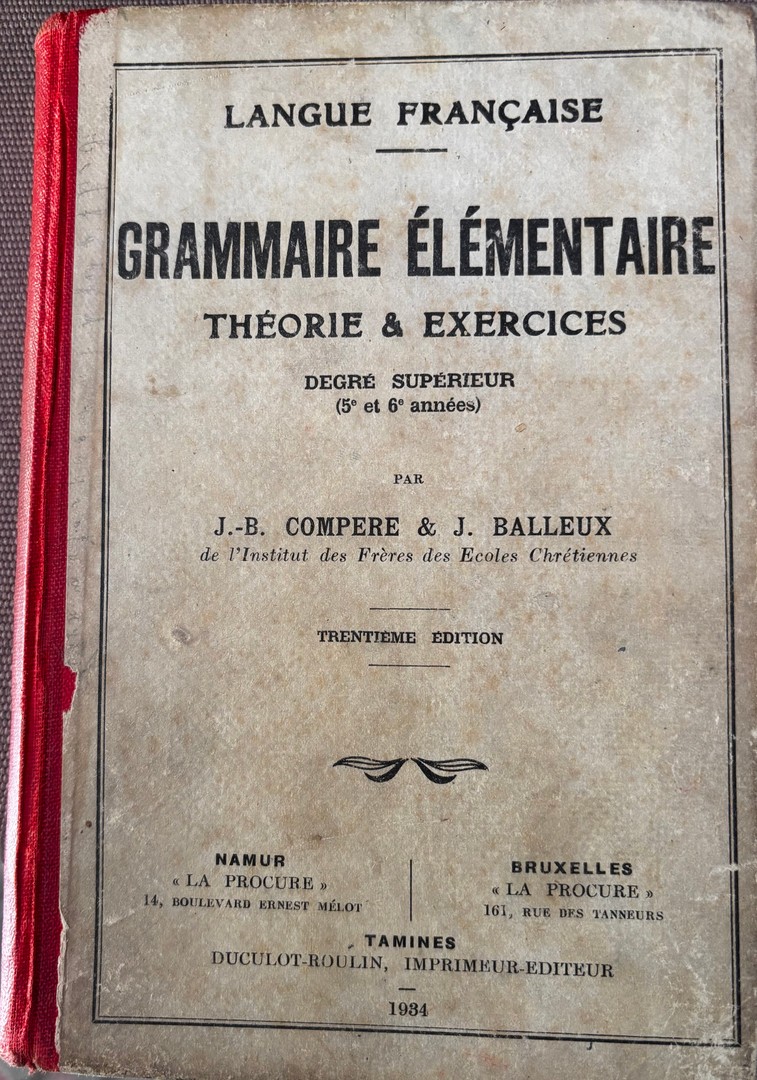 LANGUE FRANÇAISE
GRAMMAIRE ÉLÉMENTAIRE
THÉORIE & EXERCICES
DEGRÉ SUPÉRIEUR
(5e et 6e années)
PAR
J.-B. COMPERE & J. BALLEUX
de l'Institut des Frères des Ecoles Chrétiennes
TRENTIÈME ÉDITION
NAMUR
« LA PROCURE »
14, BOULEVARD ERNEST MÉLOT
BRUXELLES
« LA PROCURE »
161, RUE DES TANNEURS
TAMINES
DUCULOT-ROULIN, IMPRIMEUR-EDITEUR
1934